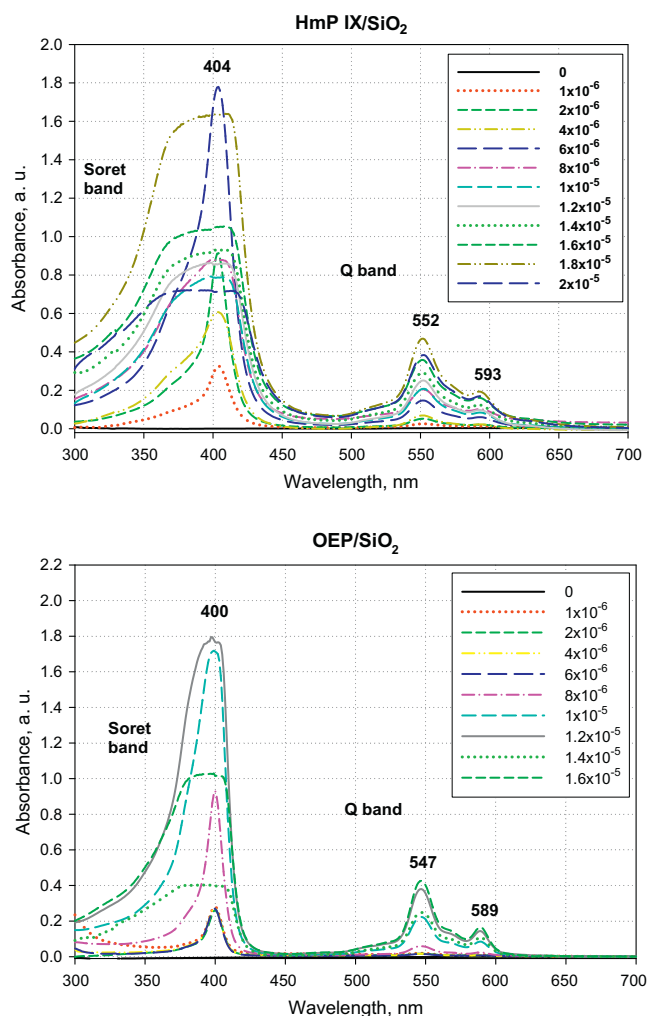 HmP IX/SiO₂
2.0
1.8
1.6
1.4
1.2
1.0
0.8
0.6
0.4
0.2
0.0
Absorbance, a. u.
404
Soret
band
Q band
552
593
0
1x10⁻⁶
2x10⁻⁶
4x10⁻⁶
6x10⁻⁶
8x10⁻⁶
1x10⁻⁵
1.2x10⁻⁵
1.4x10⁻⁵
1.6x10⁻⁵
1.8x10⁻⁵
2x10⁻⁵
300 350 400 450 500 550 600 650 700
Wavelength, nm
OEP/SiO₂
2.2
2.0
1.8
1.6
1.4
1.2
1.0
0.8
0.6
0.4
0.2
0.0
Absorbance, a. u.
400
Soret
band
Q band
547
589
0
1x10⁻⁶
2x10⁻⁶
4x10⁻⁶
6x10⁻⁶
8x10⁻⁶
1x10⁻⁵
1.2x10⁻⁵
1.4x10⁻⁵
1.6x10⁻⁵
300 350 400 450 500 550 600 650 700
Wavelength, nm